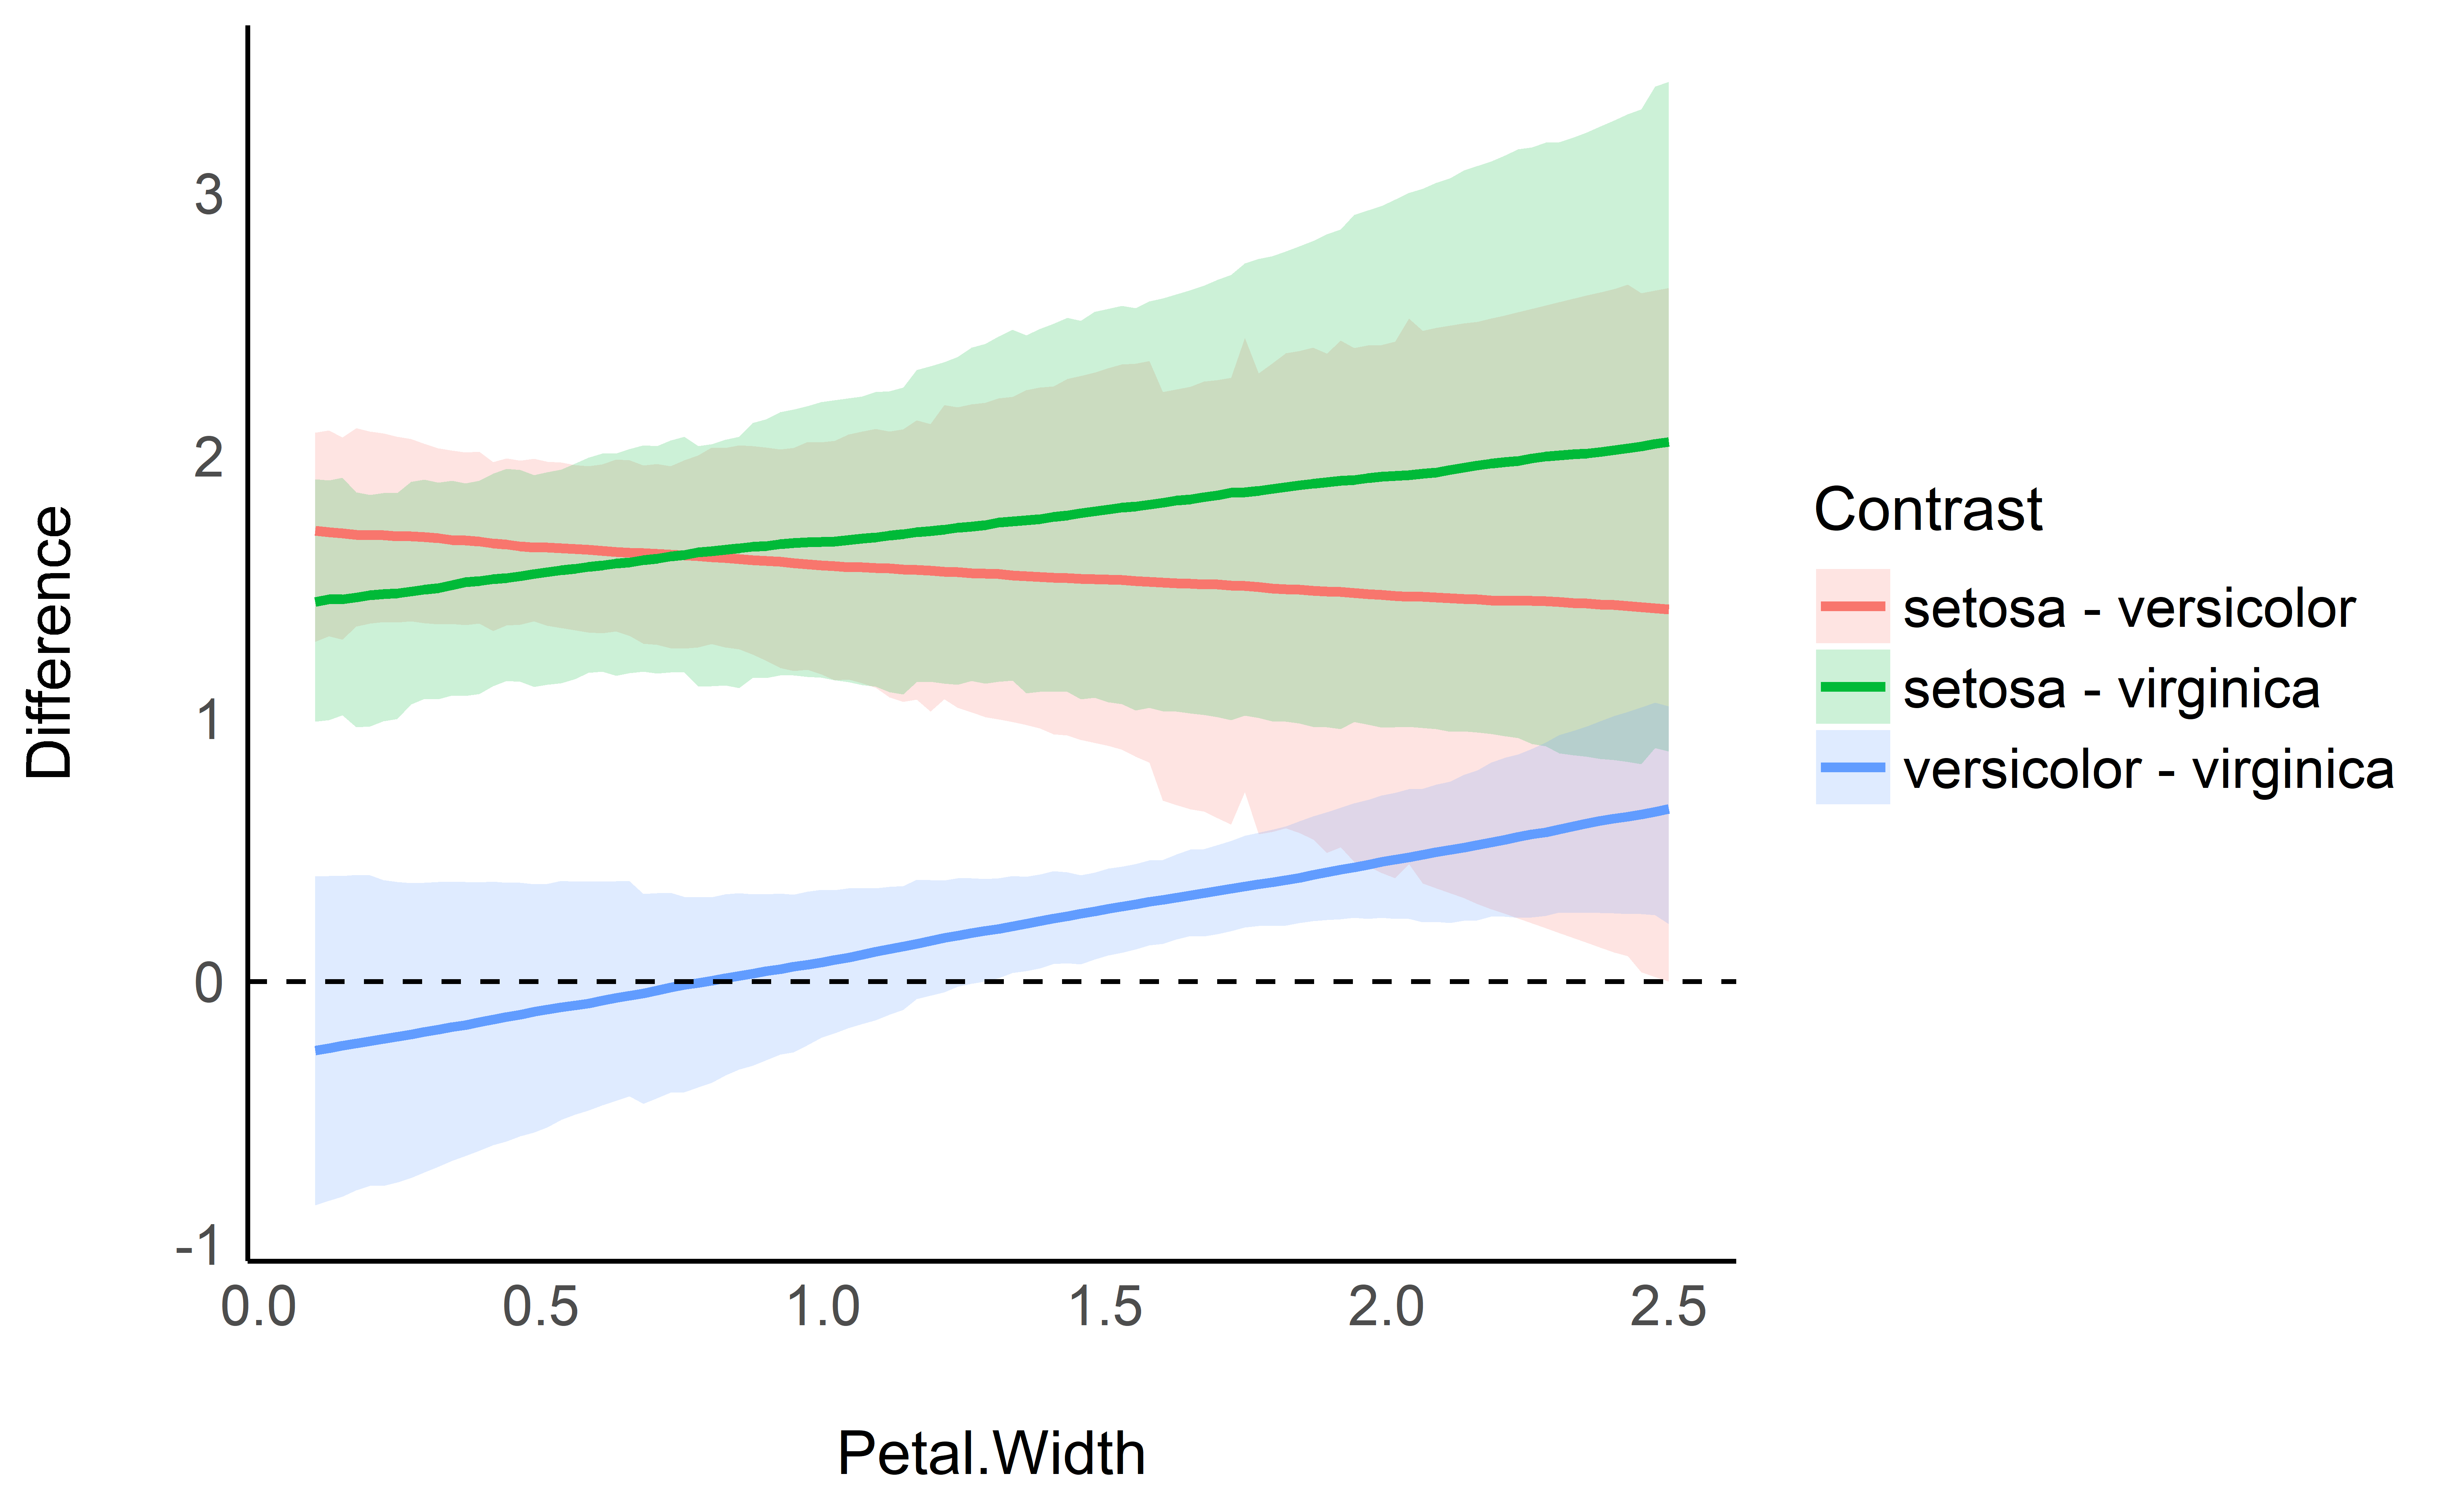 Difference
3
2
1
0
-1
0.0 0.5 1.0 1.5 2.0 2.5
Petal.Width
Contrast
setosa - versicolor
setosa - virginica
versicolor - virginica